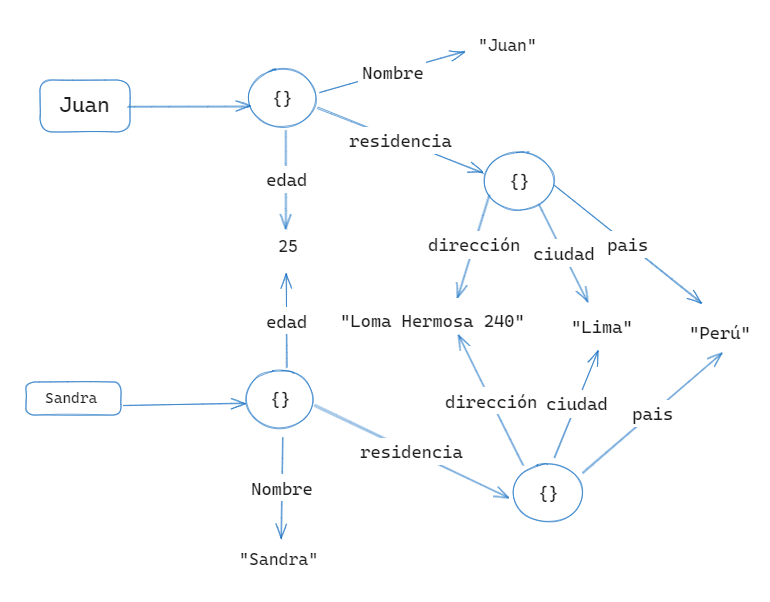 "Juan"
Nombre
Juan
{}
residencia
edad
{}
25
dirección
ciudad
pais
edad
"Loma Hermosa 240"
"Lima"
"Perú"
Sandra
{}
dirección
ciudad
pais
residencia
Nombre
{}
"Sandra"